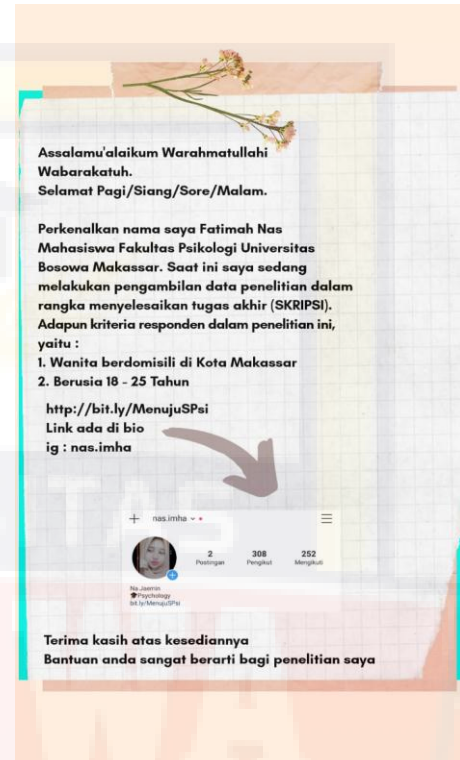 Assalamu'alaikum Warahmatullahi
Wabarakatuh.
Selamat Pagi/Siang/Sore/Malam.
Perkenalkan nama saya Fatimah Nas
Mahasiswa Fakultas Psikologi Universitas
Bosowa Makassar. Saat ini saya sedang
melakukan pengambilan data penelitian dalam
rangka menyelesaikan tugas akhir (SKRIPSI).
Adapun kriteria responden dalam penelitian ini,
yaitu :
1. Wanita berdomisili di Kota Makassar
2. Berusia 18 - 25 Tahun
http://bit.ly/MenujuSPsi
Link ada di bio
ig : nas.imha
nas.imha
2 308 252
Postingan Pengikut Mengikuti
Na Jaemin
Psychology
bit.ly/MenujuSPsi
Terima kasih atas kesediannya
Bantuan anda sangat berarti bagi penelitian saya